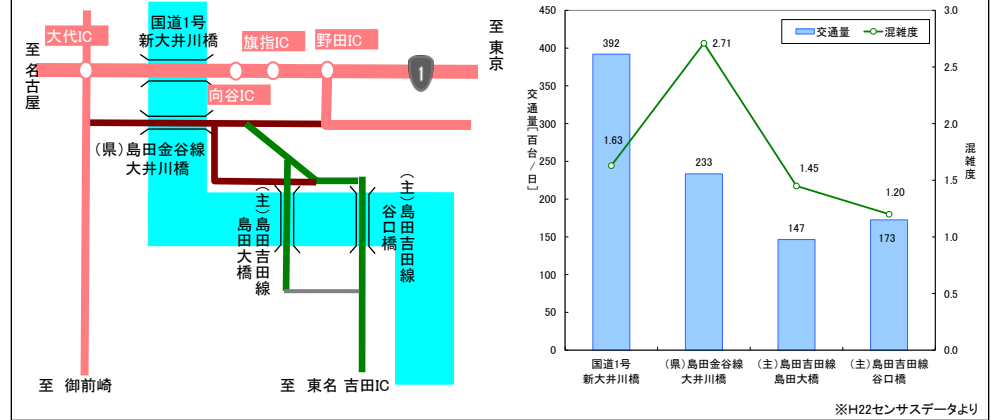 国道1号
新大井川橋
大代IC
旗指IC
野田IC
至 名古屋
至 東京
1
向谷IC
(県)島田金谷線
大井川橋
(主)島田吉田線
島田大橋
(主)島田吉田線
谷口橋
至 御前崎
至 東名 吉田IC
交通量[百台/日]
450
400
350
300
250
200
150
100
50
0
交通量
混雑度
392
233
147
173
1.63
2.71
1.45
1.20
3.0
2.5
2.0
1.5
1.0
0.5
0.0
混雑度
国道1号
新大井川橋
(県)島田金谷線
大井川橋
(主)島田吉田線
島田大橋
(主)島田吉田線
谷口橋
※H22センサスデータより